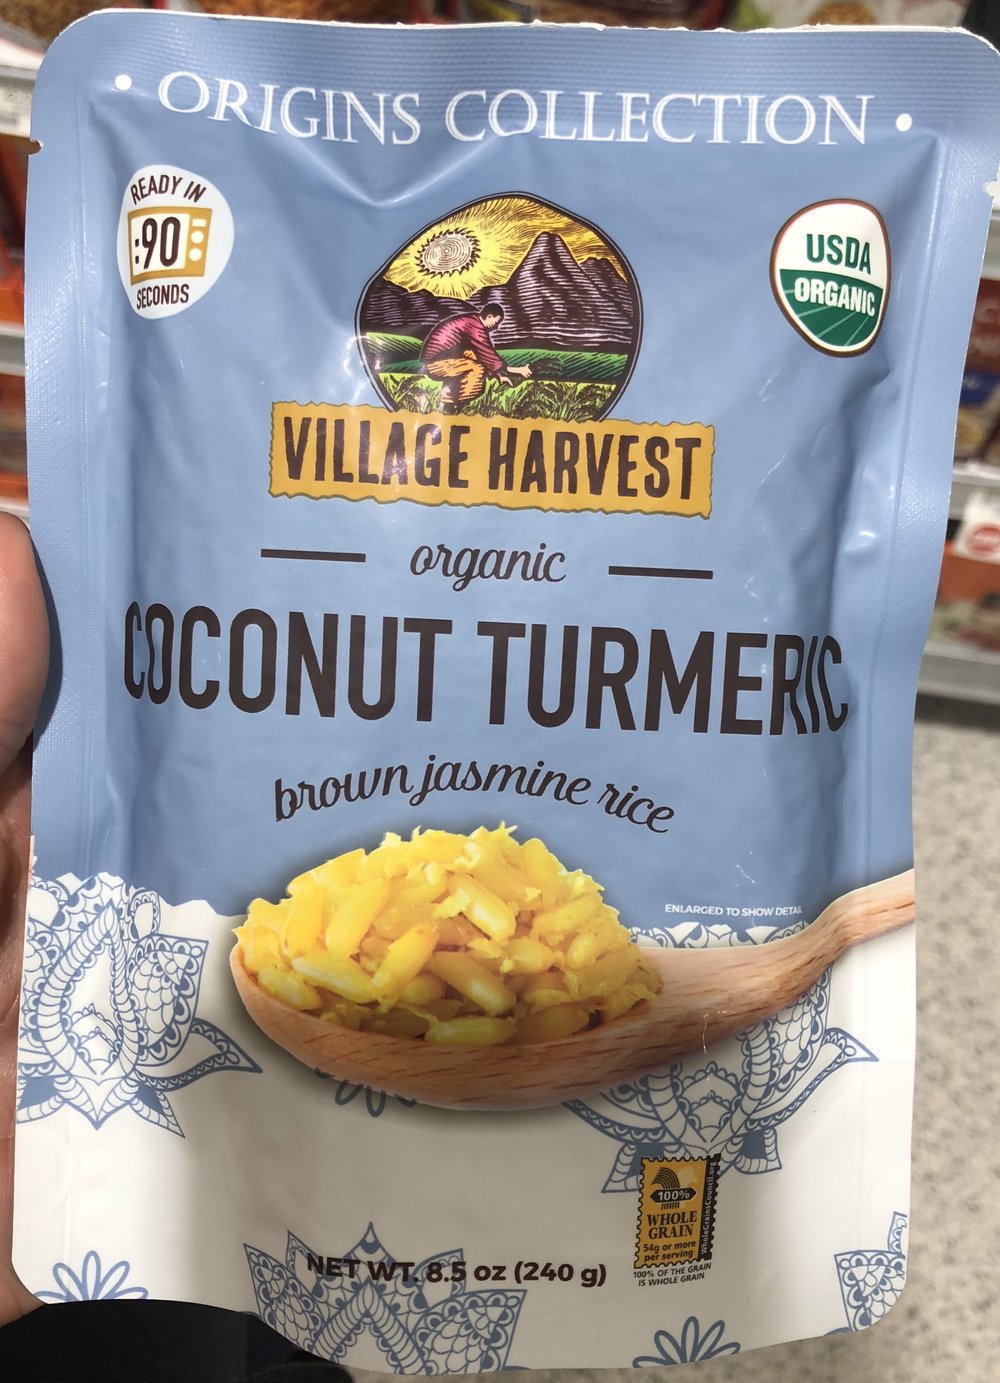 • ORIGINS COLLECTION •
READY IN
:90
SECONDS
USDA
ORGANIC
VILLAGE HARVEST
organic
COCONUT TURMERIC
brown jasmine rice
ENLARGED TO SHOW DETAIL
100%
WHOLE
GRAIN
54g or more
per serving
WholeGrainsCouncil.org
100% OF THE GRAIN
IS WHOLE GRAIN
NET WT. 8.5 oz (240 g)